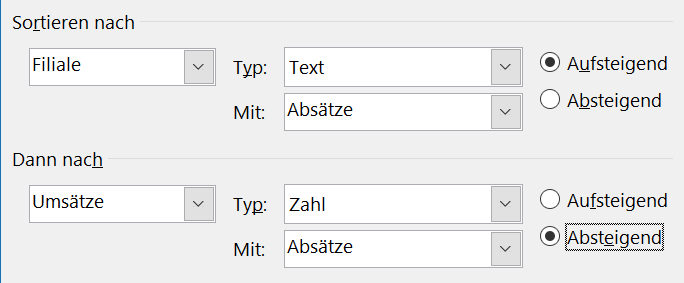 Sortieren nach
Filiale Typ: Text Aufsteigend
Mit: Absätze Absteigend
Dann nach
Umsätze Typ: Zahl Aufsteigend
Mit: Absätze Absteigend